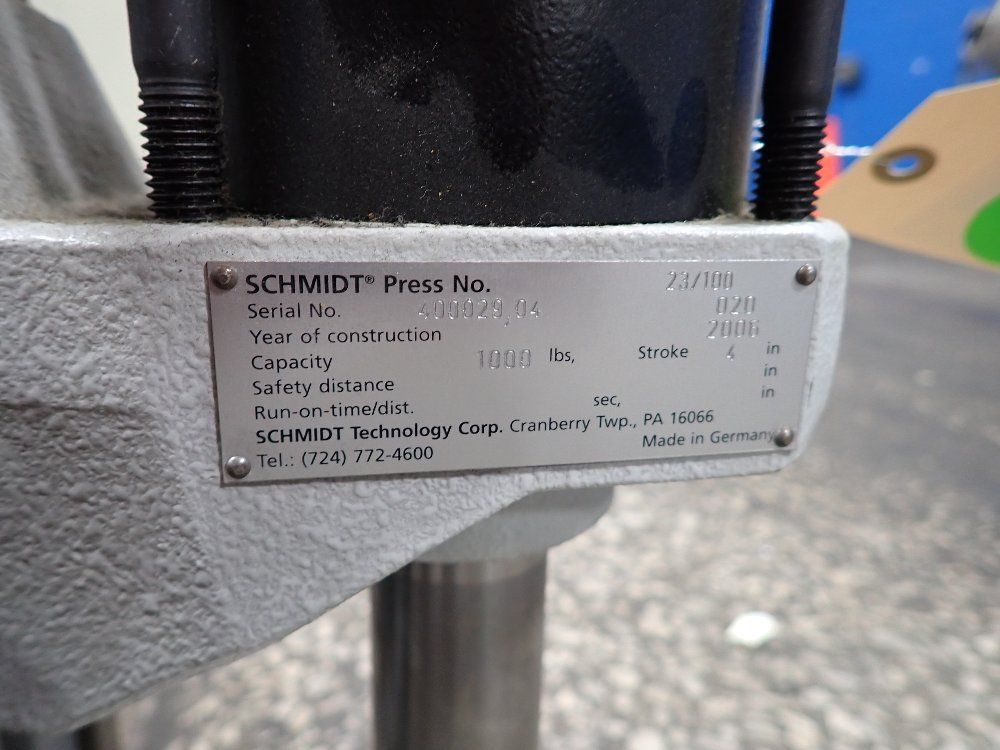 SCHMIDT® Press No. 23/100
Serial No. 400029,04 020
Year of construction 2006
Capacity 1000 lbs, Stroke 4 in
Safety distance in
Run-on-time/dist. sec, in
SCHMIDT Technology Corp. Cranberry Twp., PA 16066
Tel.: (724) 772-4600 Made in Germany